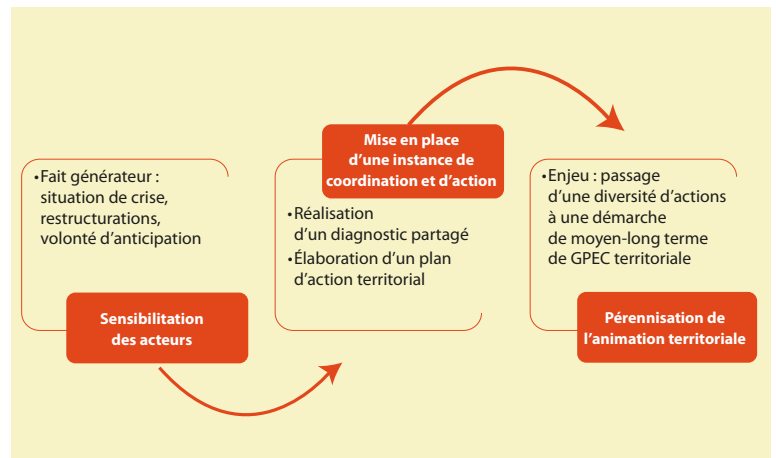 •Fait générateur :
situation de crise,
restructurations,
volonté d’anticipation
Sensibilitation
des acteurs
Mise en place
d’une instance de
coordination et d’action
•Réalisation
d’un diagnostic partagé
•Élaboration d’un plan
d’action territorial
•Enjeu : passage
d’une diversité d’actions
à une démarche
de moyen-long terme
de GPEC territoriale
Pérennisation de
l’animation territoriale